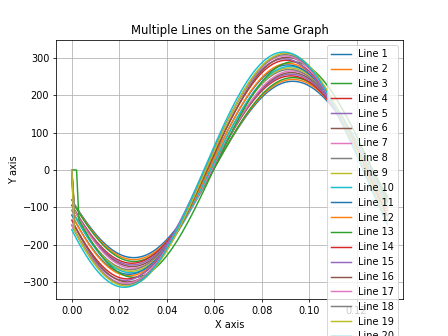 Multiple Lines on the Same Graph
Y axis
300
200
100
0
−100
−200
−300
0.00
0.02
0.04
0.06
0.08
0.10
X axis
Line 1
Line 2
Line 3
Line 4
Line 5
Line 6
Line 7
Line 8
Line 9
Line 10
Line 11
Line 12
Line 13
Line 14
Line 15
Line 16
Line 17
Line 18
Line 19
Line 20